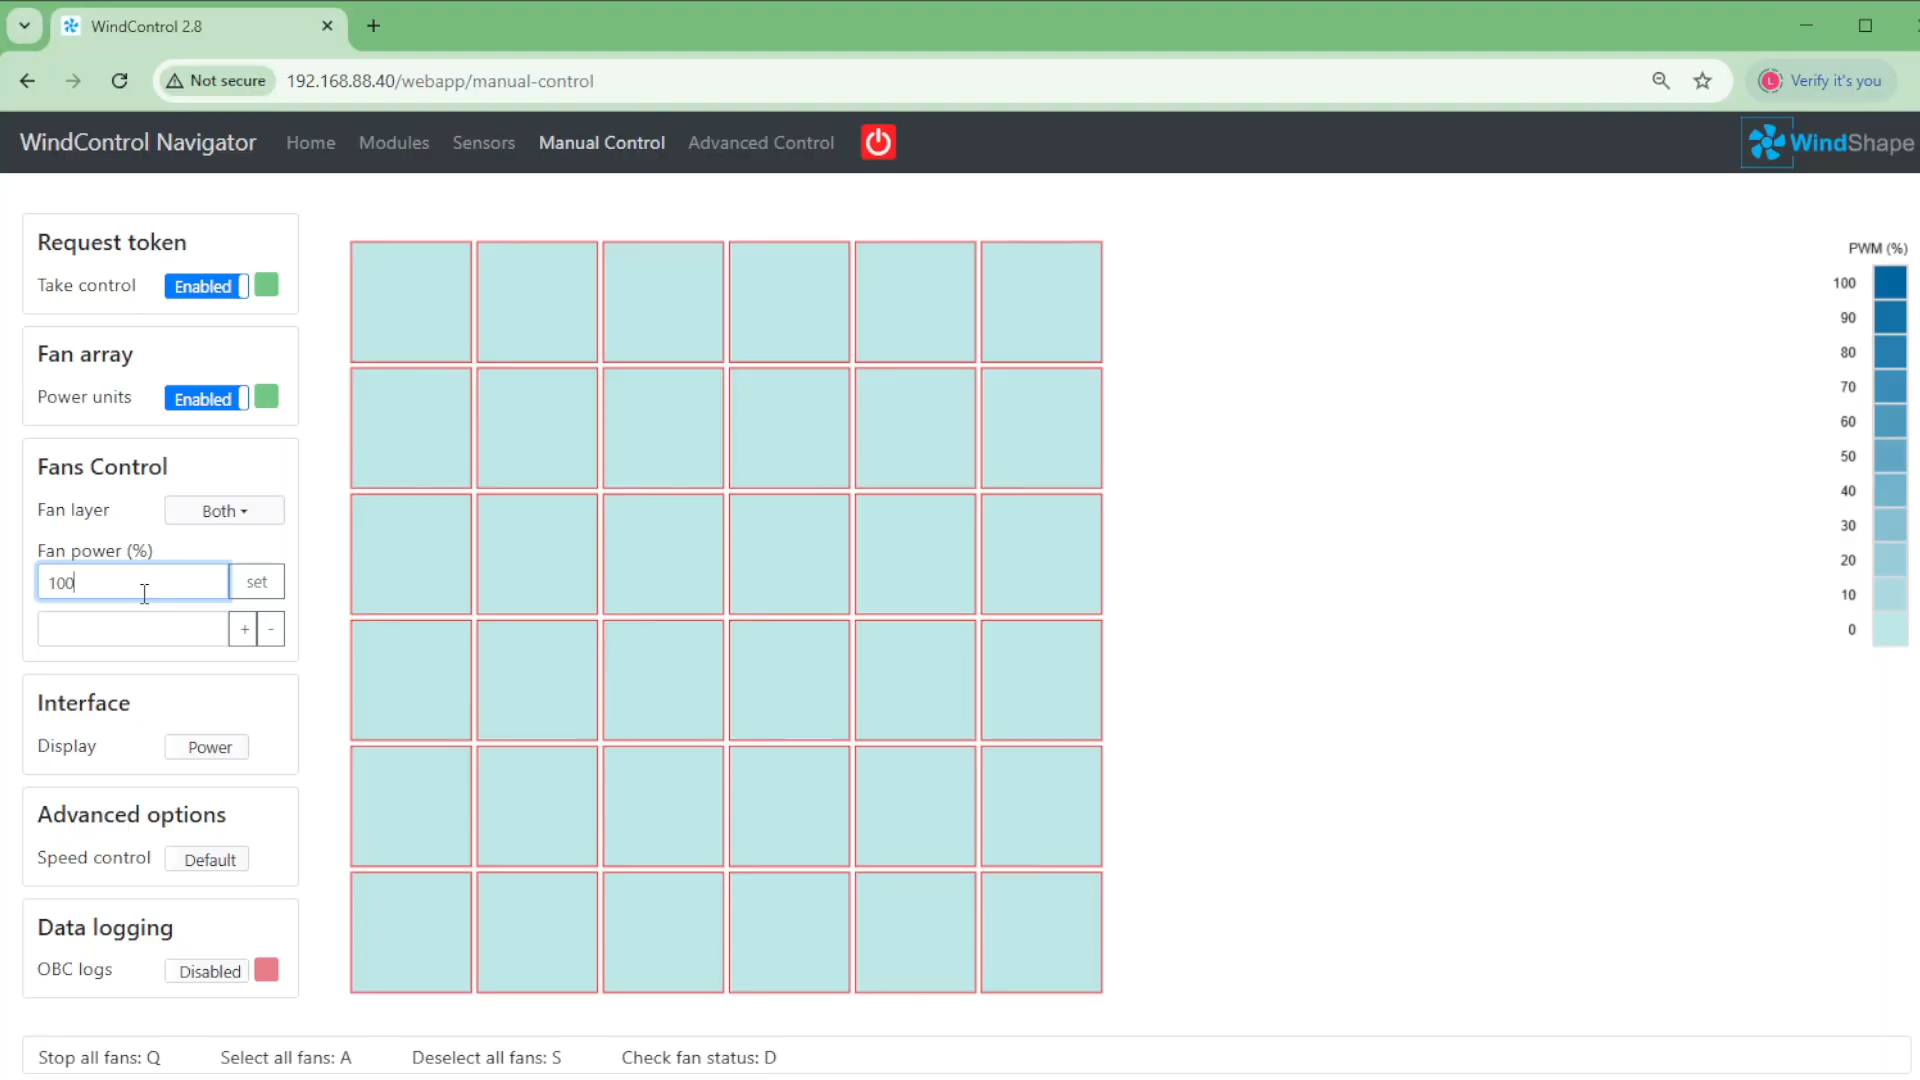 WindControl 2.8
Not secure
192.168.88.40/webapp/manual-control
Verify it's you
WindControl Navigator
Home
Modules
Sensors
Manual Control
Advanced Control
WindShape
Request token
Take control
Enabled
Fan array
Power units
Enabled
Fans Control
Fan layer
Both
Fan power (%)
100
set
+
-
Interface
Display
Power
Advanced options
Speed control
Default
Data logging
OBC logs
Disabled
PWM (%)
100
90
80
70
60
50
40
30
20
10
0
Stop all fans: Q
Select all fans: A
Deselect all fans: S
Check fan status: D